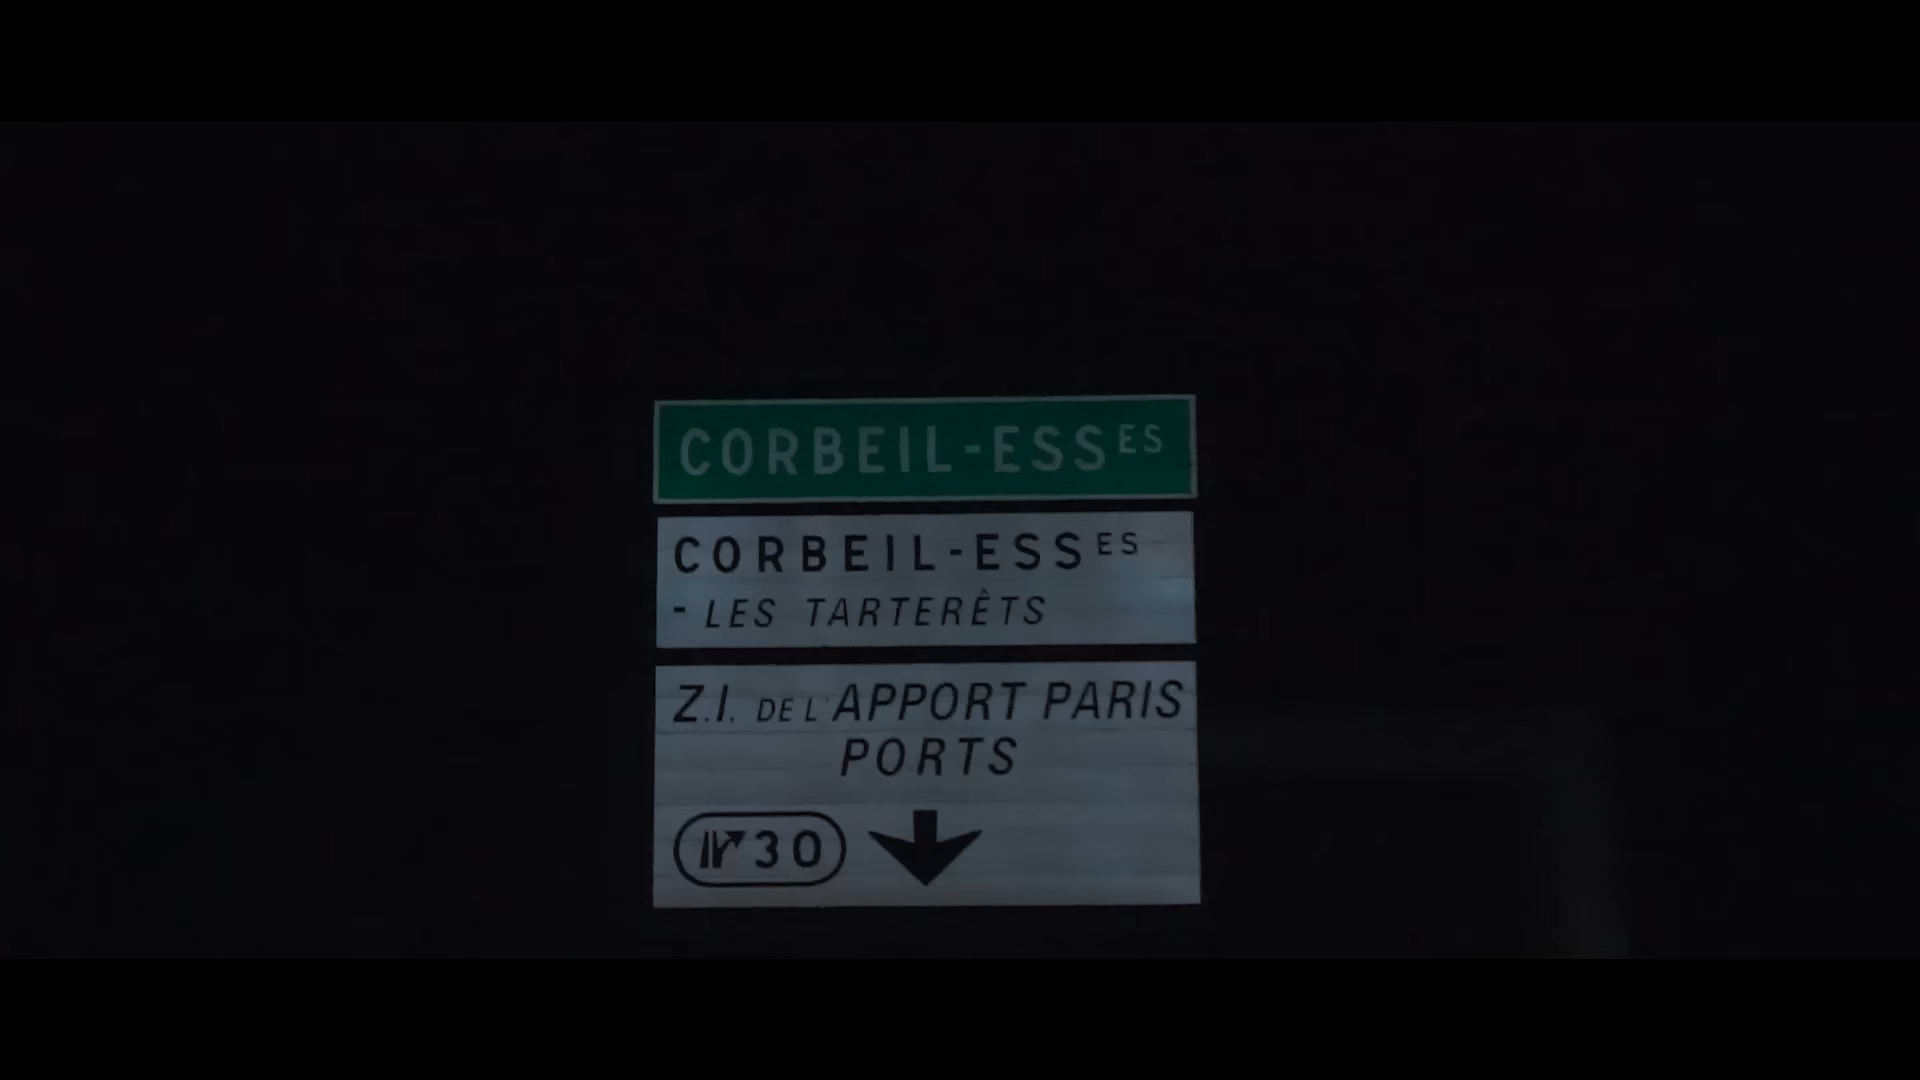 CORBEIL-ESSES
CORBEIL-ESSES
- LES TARTERÊTS
Z.I. DE L'APPORT PARIS
PORTS
30